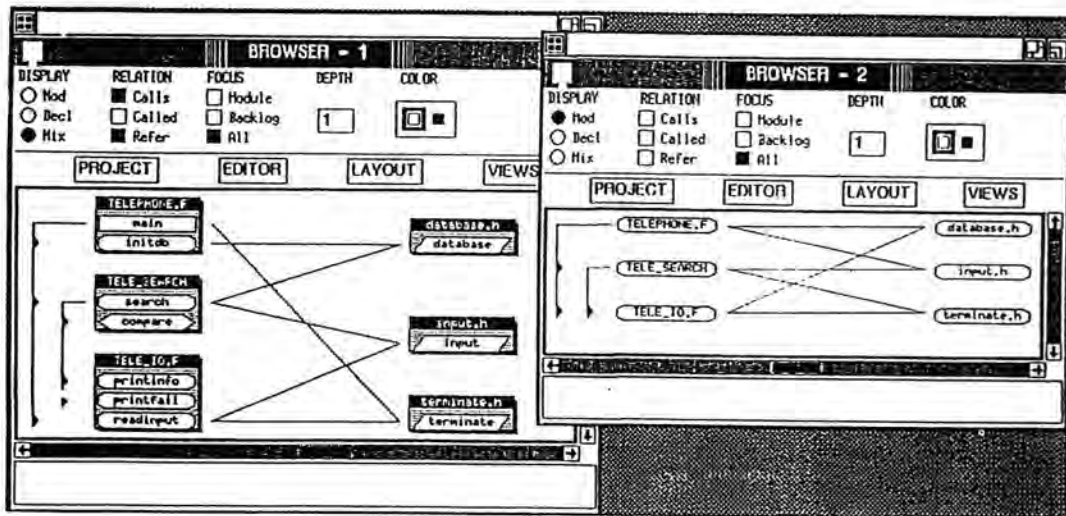 BROWSER - 1
DISPLAY RELATION FOCUS DEPTH COLOR
Mod Calls Module
Decl Called Backlog 1
Mix Refer All
PROJECT EDITOR LAYOUT VIEWS
TELEPHONE.F
main
initdb
TELE_SEARCH
search
compare
TELE_IO.F
printinfo
printfail
readinput
database.h
database
input.h
input
terminate.h
terminate
BROWSER - 2
DISPLAY RELATION FOCUS DEPTH COLOR
Mod Calls Module
Decl Called Backlog 1
Mix Refer All
PROJECT EDITOR LAYOUT VIEWS
TELEPHONE.F database.h
TELE_SEARCH input.h
TELE_IO.F terminate.h